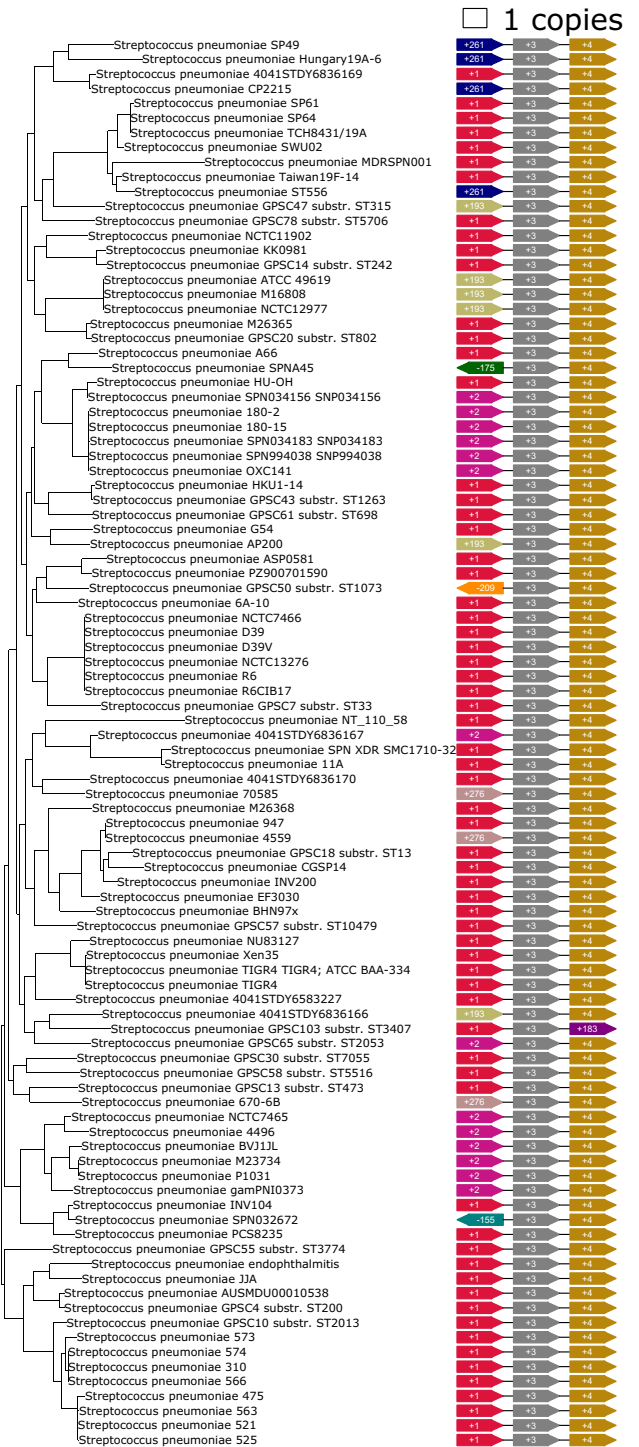 1 copies
Streptococcus pneumoniae SP49 +261 +3 +4
Streptococcus pneumoniae Hungary19A-6 +261 +3 +4
Streptococcus pneumoniae 4041STDY6836169 +1 +3 +4
Streptococcus pneumoniae CP2215 +261 +3 +4
Streptococcus pneumoniae SP61 +1 +3 +4
Streptococcus pneumoniae SP64 +1 +3 +4
Streptococcus pneumoniae TCH8431/19A +1 +3 +4
Streptococcus pneumoniae SWU02 +1 +3 +4
Streptococcus pneumoniae MDRSPN001 +1 +3 +4
Streptococcus pneumoniae Taiwan19F-14 +1 +3 +4
Streptococcus pneumoniae ST556 +261 +3 +4
Streptococcus pneumoniae GPSC47 substr. ST315 +193 +3 +4
Streptococcus pneumoniae GPSC78 substr. ST5706 +1 +3 +4
Streptococcus pneumoniae NCTC11902 +1 +3 +4
Streptococcus pneumoniae KK0981 +1 +3 +4
Streptococcus pneumoniae GPSC14 substr. ST242 +1 +3 +4
Streptococcus pneumoniae ATCC 49619 +193 +3 +4
Streptococcus pneumoniae M16808 +193 +3 +4
Streptococcus pneumoniae NCTC12977 +193 +3 +4
Streptococcus pneumoniae M26365 +1 +3 +4
Streptococcus pneumoniae GPSC20 substr. ST802 +1 +3 +4
Streptococcus pneumoniae A66 +1 +3 +4
Streptococcus pneumoniae SPNA45 -175 +3 +4
Streptococcus pneumoniae HU-OH +1 +3 +4
Streptococcus pneumoniae SPN034156 SNP034156 +2 +3 +4
Streptococcus pneumoniae 180-2 +2 +3 +4
Streptococcus pneumoniae 180-15 +2 +3 +4
Streptococcus pneumoniae SPN034183 SNP034183 +2 +3 +4
Streptococcus pneumoniae SPN994038 SNP994038 +2 +3 +4
Streptococcus pneumoniae OXC141 +2 +3 +4
Streptococcus pneumoniae HKU1-14 +1 +3 +4
Streptococcus pneumoniae GPSC43 substr. ST1263 +1 +3 +4
Streptococcus pneumoniae GPSC61 substr. ST698 +1 +3 +4
Streptococcus pneumoniae G54 +1 +3 +4
Streptococcus pneumoniae AP200 +193 +3 +4
Streptococcus pneumoniae ASP0581 +1 +3 +4
Streptococcus pneumoniae PZ900701590 +1 +3 +4
Streptococcus pneumoniae GPSC50 substr. ST1073 -209 +3 +4
Streptococcus pneumoniae 6A-10 +1 +3 +4
Streptococcus pneumoniae NCTC7466 +1 +3 +4
Streptococcus pneumoniae D39 +1 +3 +4
Streptococcus pneumoniae D39V +1 +3 +4
Streptococcus pneumoniae NCTC13276 +1 +3 +4
Streptococcus pneumoniae R6 +1 +3 +4
Streptococcus pneumoniae R6CIB17 +1 +3 +4
Streptococcus pneumoniae GPSC7 substr. ST33 +1 +3 +4
Streptococcus pneumoniae NT_110_58 +1 +3 +4
Streptococcus pneumoniae 4041STDY6836167 +2 +3 +4
Streptococcus pneumoniae SPN XDR SMC1710-32 +1 +3 +4
Streptococcus pneumoniae 11A +1 +3 +4
Streptococcus pneumoniae 4041STDY6836170 +1 +3 +4
Streptococcus pneumoniae 70585 +276 +3 +4
Streptococcus pneumoniae M26368 +1 +3 +4
Streptococcus pneumoniae 947 +1 +3 +4
Streptococcus pneumoniae 4559 +276 +3 +4
Streptococcus pneumoniae GPSC18 substr. ST13 +1 +3 +4
Streptococcus pneumoniae CGSP14 +1 +3 +4
Streptococcus pneumoniae INV200 +1 +3 +4
Streptococcus pneumoniae EF3030 +1 +3 +4
Streptococcus pneumoniae BHN97x +1 +3 +4
Streptococcus pneumoniae GPSC57 substr. ST10479 +1 +3 +4
Streptococcus pneumoniae NU83127 +1 +3 +4
Streptococcus pneumoniae Xen35 +1 +3 +4
Streptococcus pneumoniae TIGR4 TIGR4; ATCC BAA-334 +1 +3 +4
Streptococcus pneumoniae TIGR4 +1 +3 +4
Streptococcus pneumoniae 4041STDY6583227 +1 +3 +4
Streptococcus pneumoniae 4041STDY6836166 +193 +3 +4
Streptococcus pneumoniae GPSC103 substr. ST3407 +1 +3 +183
Streptococcus pneumoniae GPSC65 substr. ST2053 +2 +3 +4
Streptococcus pneumoniae GPSC30 substr. ST7055 +1 +3 +4
Streptococcus pneumoniae GPSC58 substr. ST5516 +1 +3 +4
Streptococcus pneumoniae GPSC13 substr. ST473 +1 +3 +4
Streptococcus pneumoniae 670-6B +276 +3 +4
Streptococcus pneumoniae NCTC7465 +2 +3 +4
Streptococcus pneumoniae 4496 +2 +3 +4
Streptococcus pneumoniae BVJ1JL +2 +3 +4
Streptococcus pneumoniae M23734 +2 +3 +4
Streptococcus pneumoniae P1031 +2 +3 +4
Streptococcus pneumoniae gamPNI0373 +2 +3 +4
Streptococcus pneumoniae INV104 +1 +3 +4
Streptococcus pneumoniae SPN032672 -155 +3 +4
Streptococcus pneumoniae PCS8235 +1 +3 +4
Streptococcus pneumoniae GPSC55 substr. ST3774 +1 +3 +4
Streptococcus pneumoniae endophthalmitis +1 +3 +4
Streptococcus pneumoniae JJA +1 +3 +4
Streptococcus pneumoniae AUSMDU00010538 +1 +3 +4
Streptococcus pneumoniae GPSC4 substr. ST200 +1 +3 +4
Streptococcus pneumoniae GPSC10 substr. ST2013 +1 +3 +4
Streptococcus pneumoniae 573 +1 +3 +4
Streptococcus pneumoniae 574 +1 +3 +4
Streptococcus pneumoniae 310 +1 +3 +4
Streptococcus pneumoniae 566 +1 +3 +4
Streptococcus pneumoniae 475 +1 +3 +4
Streptococcus pneumoniae 563 +1 +3 +4
Streptococcus pneumoniae 521 +1 +3 +4
Streptococcus pneumoniae 525 +1 +3 +4